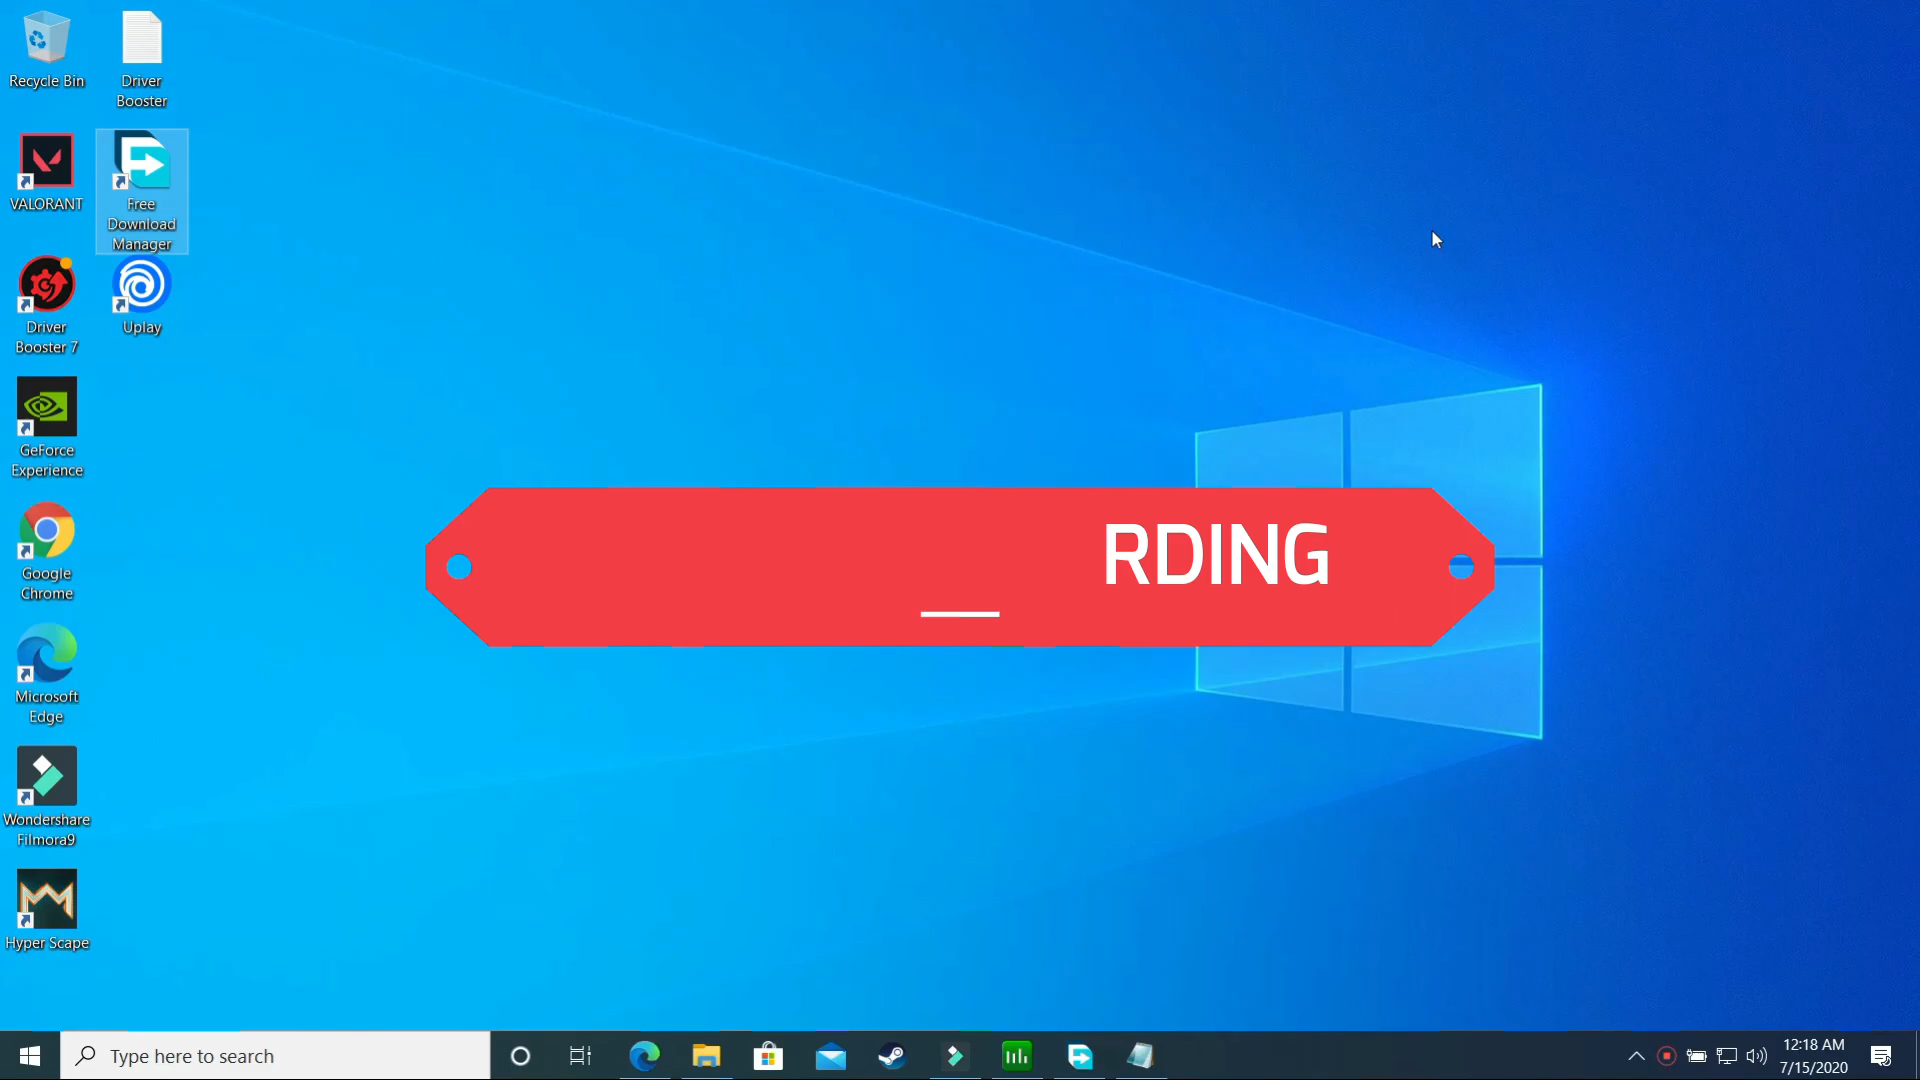 Recycle Bin
Driver
Booster
VALORANT
Free
Download
Manager
Driver
Booster 7
Uplay
GeForce
Experience
RDING
Google
Chrome
Microsoft
Edge
Wondershare
Filmora9
Hyper Scape
Type here to search
12:18 AM
7/15/2020